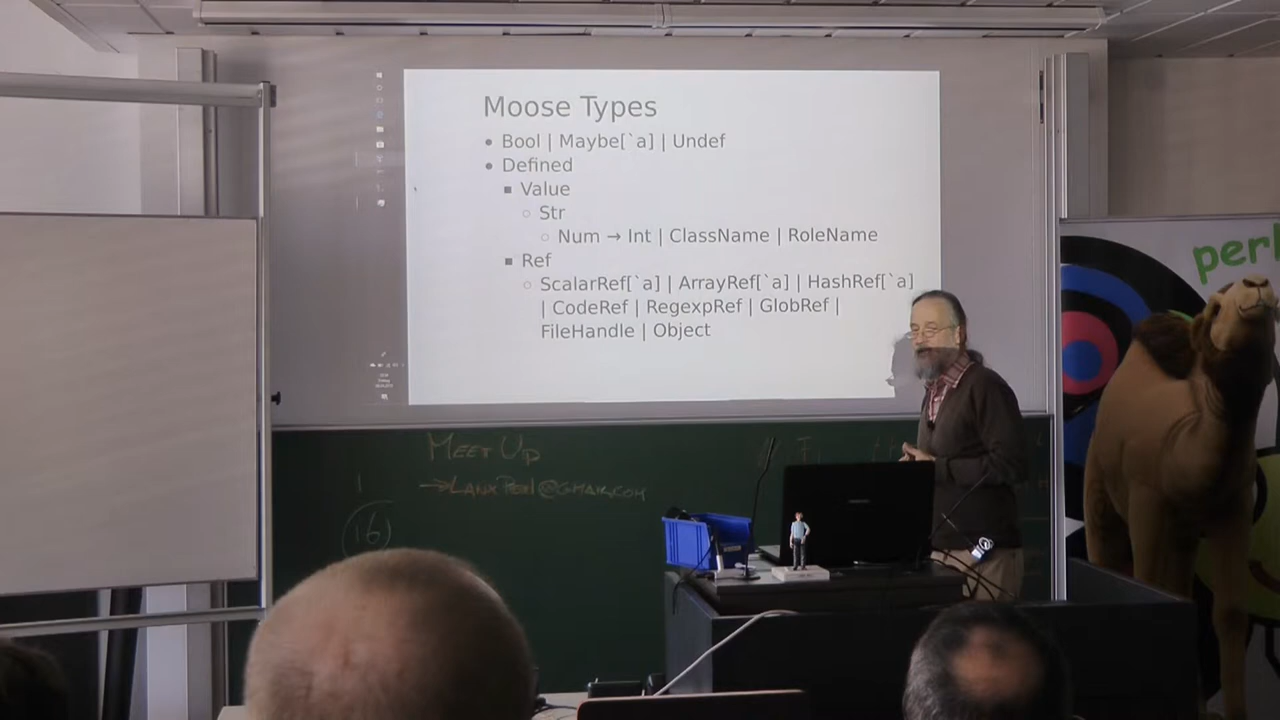 Moose Types
• Bool | Maybe[`a] | Undef
• Defined
▪ Value
○ Str
○ Num → Int | ClassName | RoleName
▪ Ref
○ ScalarRef[`a] | ArrayRef[`a] | HashRef[`a]
| CodeRef | RegexpRef | GlobRef |
FileHandle | Object
perl
MEET UP
1
16